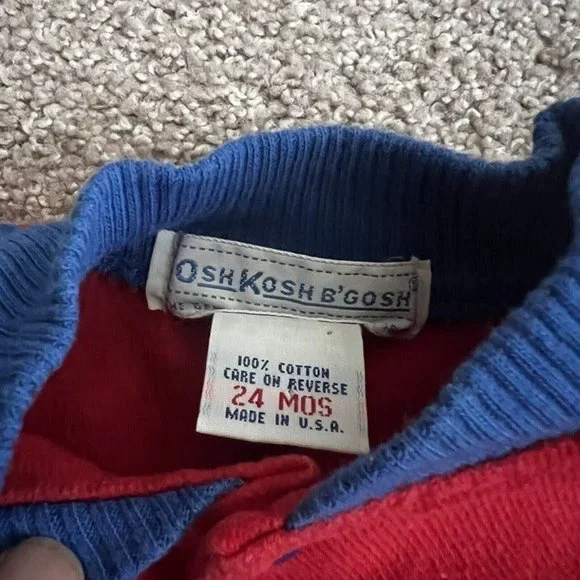 OSHKOSH B'GOSH
100% COTTON
CARE ON REVERSE
24 MOS
MADE IN U.S.A.